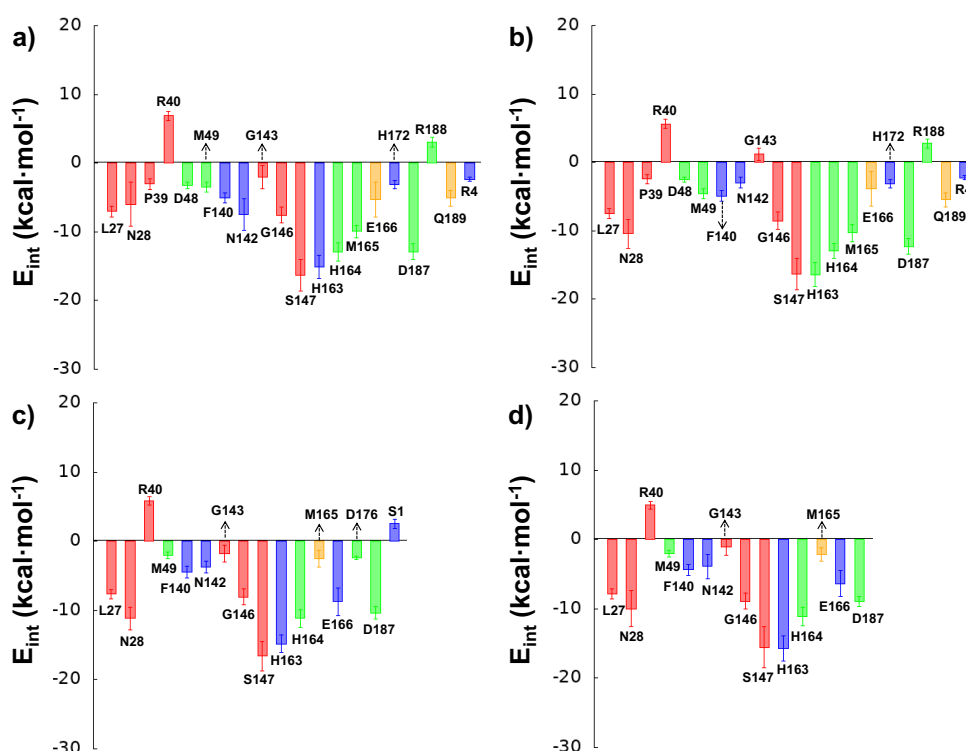 a)
E_int (kcal·mol⁻¹)
20
10
0
-10
-20
-30
L27
N28
P39
R40
D48
M49
F140
N142
G143
G146
S147
H163
H164
M165
E166
H172
D187
R188
Q189
R4
b)
E_int (kcal·mol⁻¹)
20
10
0
-10
-20
-30
L27
N28
P39
R40
D48
M49
F140
N142
G143
G146
S147
H163
H164
M165
E166
H172
D187
R188
Q189
R4
c)
E_int (kcal·mol⁻¹)
20
10
0
-10
-20
-30
L27
N28
R40
M49
F140
N142
G143
G146
S147
H163
H164
M165
E166
D176
D187
S1
d)
E_int (kcal·mol⁻¹)
20
10
0
-10
-20
-30
L27
N28
R40
M49
F140
N142
G143
G146
S147
H163
H164
M165
E166
D187